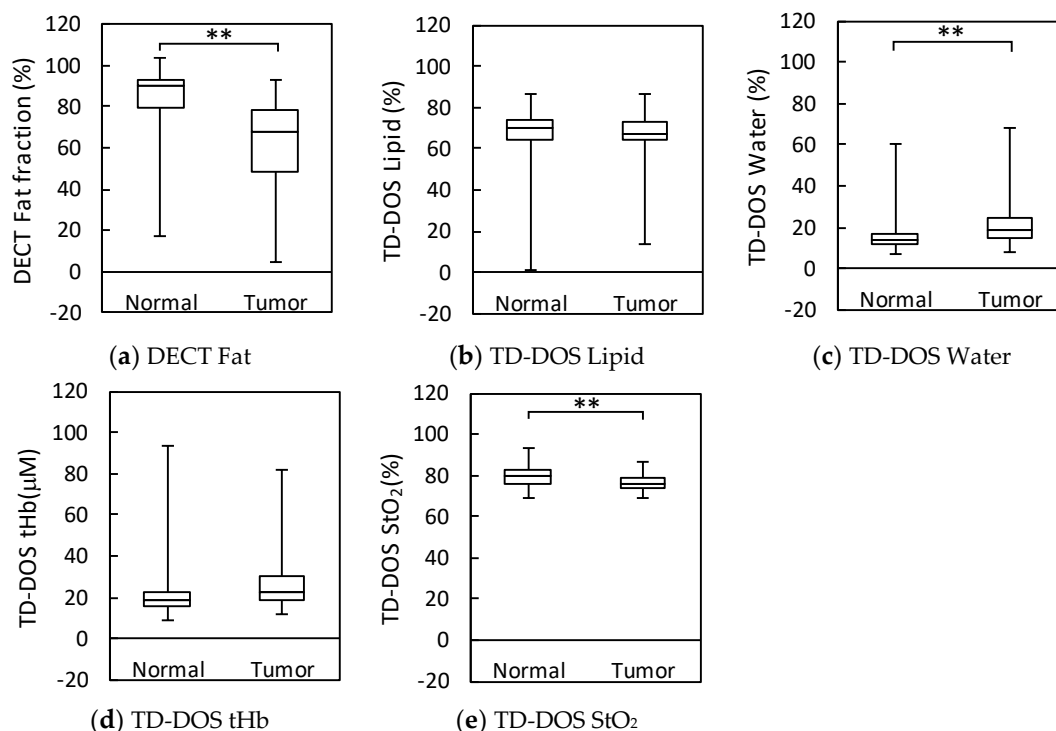 120
100
80
60
40
20
0
-20
DECT Fat fraction (%)
**
Normal Tumor
(a) DECT Fat
120
100
80
60
40
20
0
-20
TD-DOS Lipid (%)
Normal Tumor
(b) TD-DOS Lipid
120
100
80
60
40
20
0
-20
TD-DOS Water (%)
**
Normal Tumor
(c) TD-DOS Water
120
100
80
60
40
20
0
-20
TD-DOS tHb(μM)
Normal Tumor
(d) TD-DOS tHb
120
100
80
60
40
20
0
-20
TD-DOS StO₂(%)
**
Normal Tumor
(e) TD-DOS StO₂